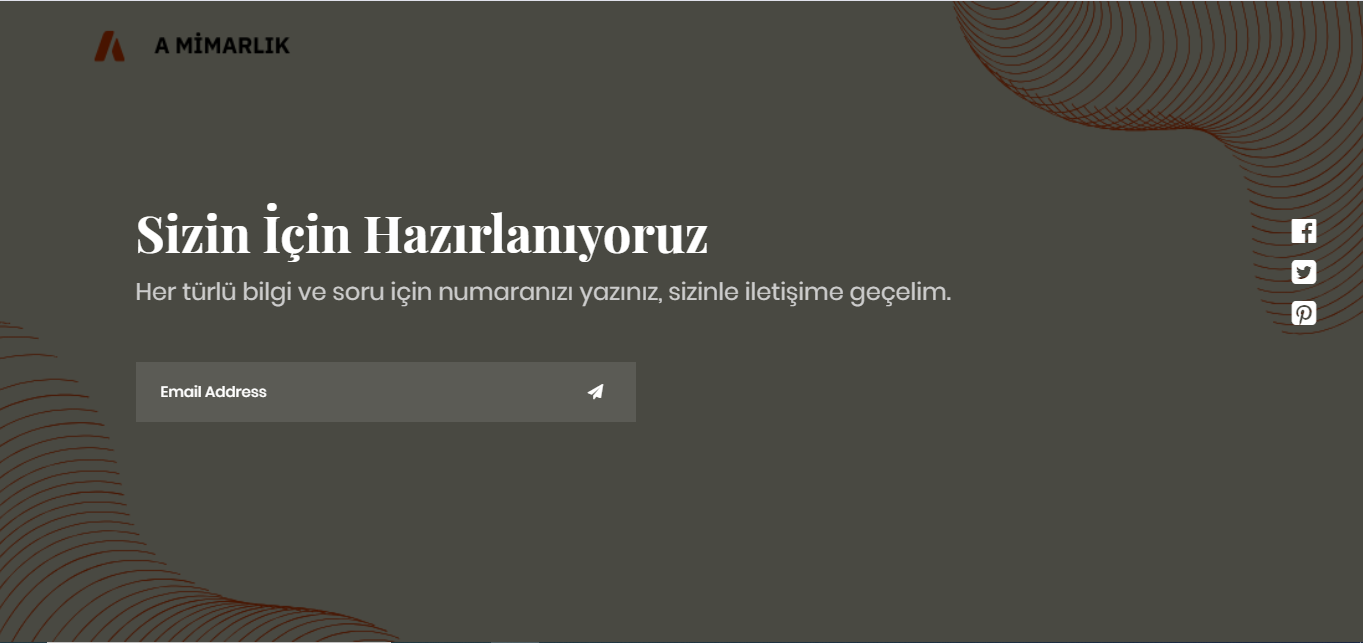 A MİMARLIK
Sizin İçin Hazırlanıyoruz
Her türlü bilgi ve soru için numaranızı yazınız, sizinle iletişime geçelim.
Email Address